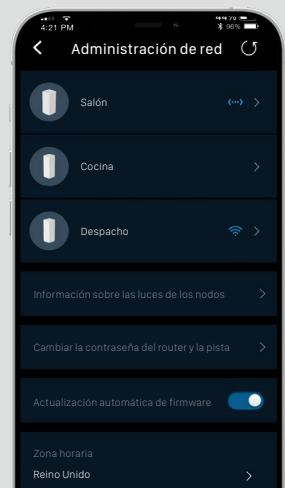 4:21 PM
96%
Administración de red
Salón
Cocina
Despacho
Información sobre las luces de los nodos
Cambiar la contraseña del router y la pista
Actualización automática de firmware
Zona horaria
Reino Unido